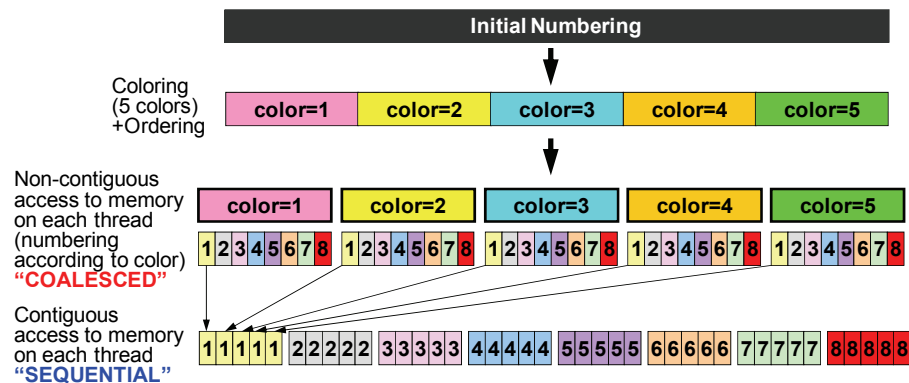 Initial Numbering
Coloring
(5 colors)
+Ordering
color=1 color=2 color=3 color=4 color=5
Non-contiguous
access to memory
on each thread
(numbering
according to color)
“COALESCED”
color=1 color=2 color=3 color=4 color=5
1 2 3 4 5 6 7 8 1 2 3 4 5 6 7 8 1 2 3 4 5 6 7 8 1 2 3 4 5 6 7 8 1 2 3 4 5 6 7 8
Contiguous
access to memory
on each thread
“SEQUENTIAL”
1 1 1 1 1 2 2 2 2 2 3 3 3 3 3 4 4 4 4 4 5 5 5 5 5 6 6 6 6 6 7 7 7 7 7 8 8 8 8 8